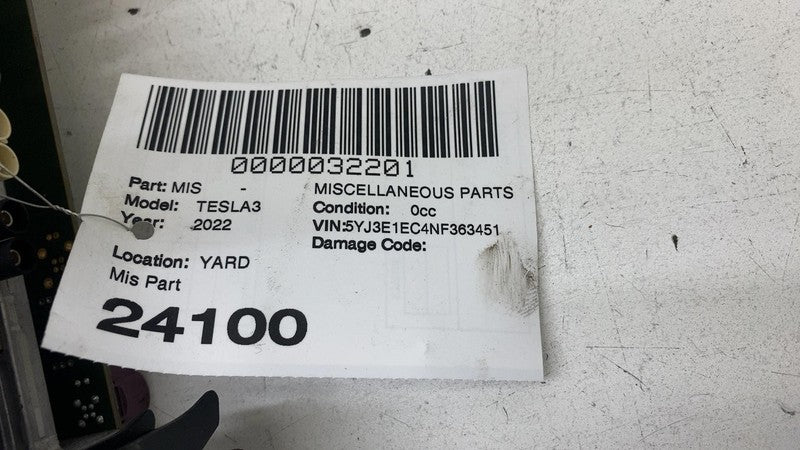 0000032201
Part: MIS - MISCELLANEOUS PARTS
Model: TESLA3 Condition: 0cc
Year: 2022 VIN:5YJ3E1EC4NF363451
Damage Code:
Location: YARD
Mis Part
24100